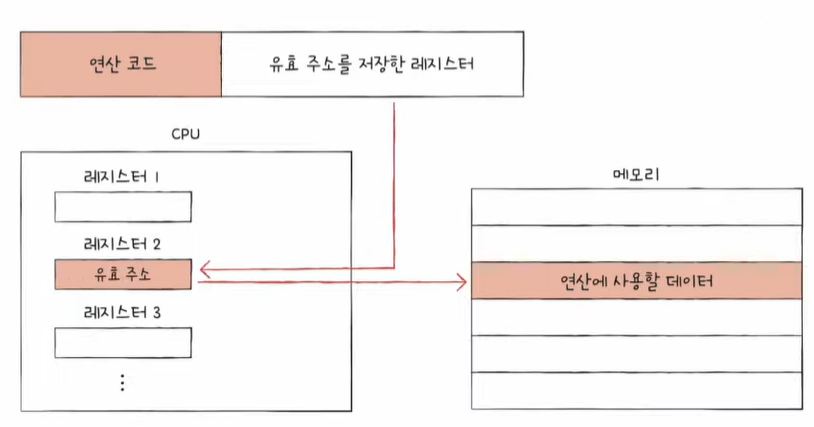 연산 코드
유효 주소를 저장한 레지스터
CPU
레지스터 1
레지스터 2
유효 주소
레지스터 3
⋮
메모리
연산에 사용할 데이터